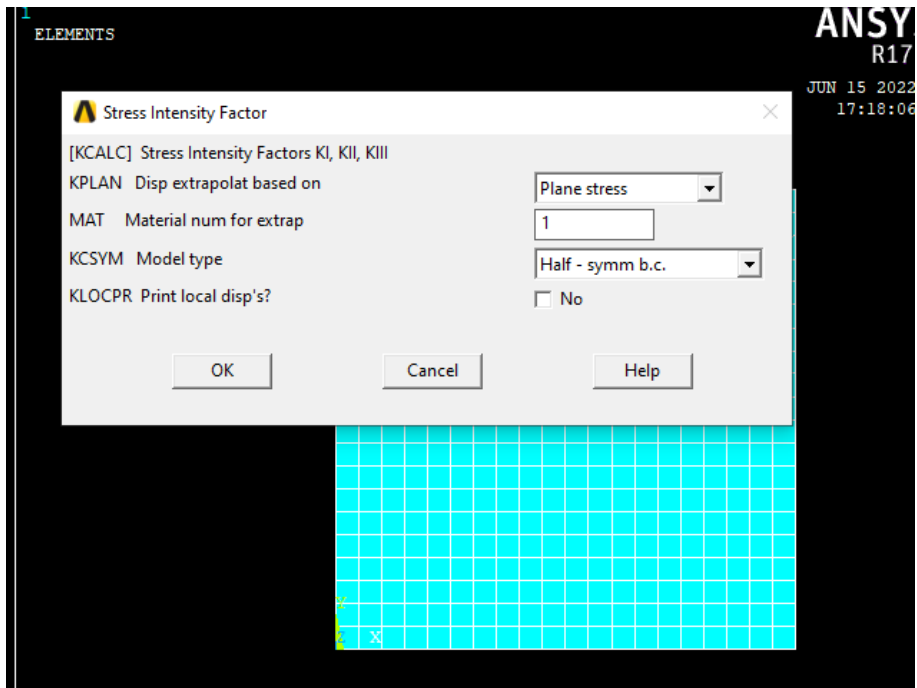 1
ELEMENTS
ANSY
R17
JUN 15 2022
17:18:06
Stress Intensity Factor
[KCALC] Stress Intensity Factors KI, KII, KIII
KPLAN Disp extrapolat based on Plane stress
MAT Material num for extrap 1
KCSYM Model type Half - symm b.c.
KLOCPR Print local disp's? No
OK Cancel Help
Y
Z X